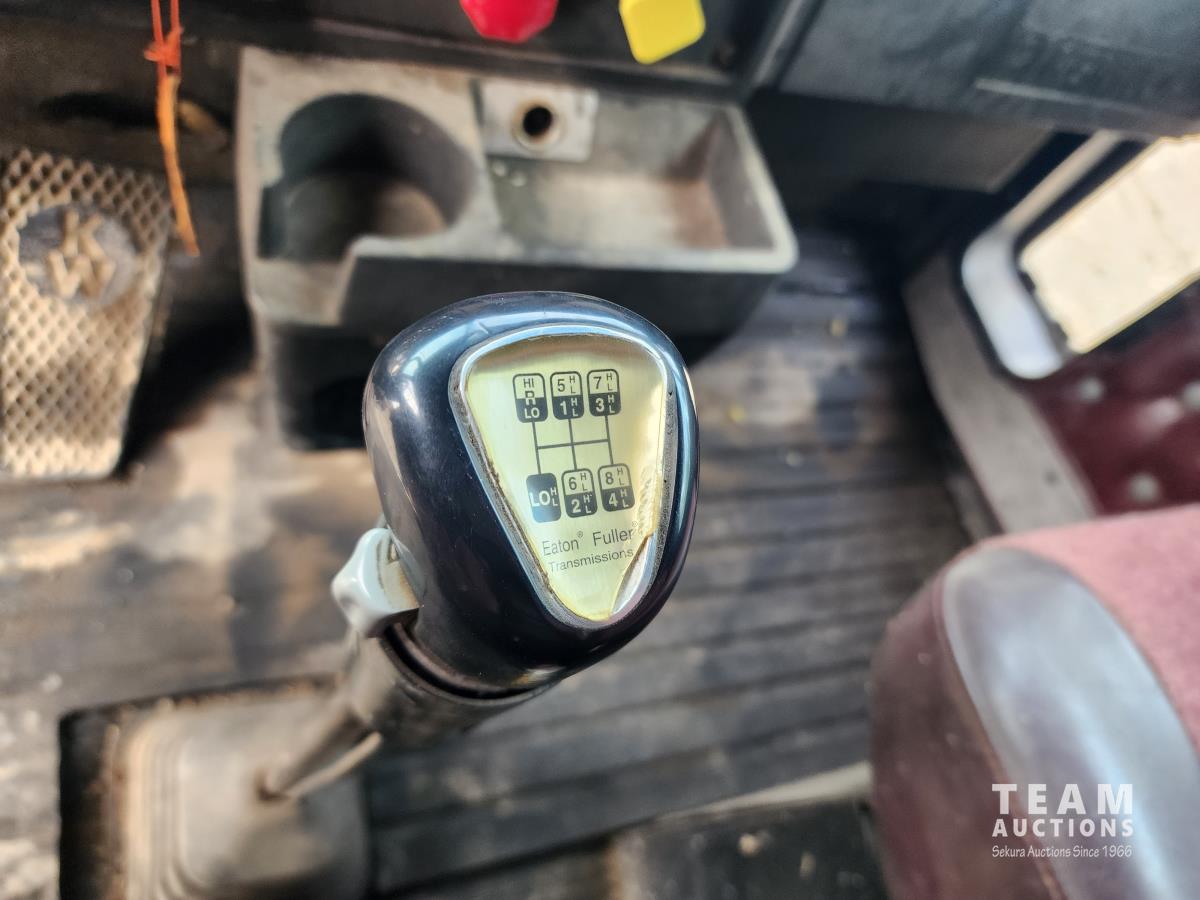 KW
HI 5 H L 7 H L
R LO 1 H L 3 H L
LO H L 6 H L 8 H L
2 H L 4 H L
Eaton® Fuller®
Transmissions
TEAM
AUCTIONS
Sekura Auctions Since 1966